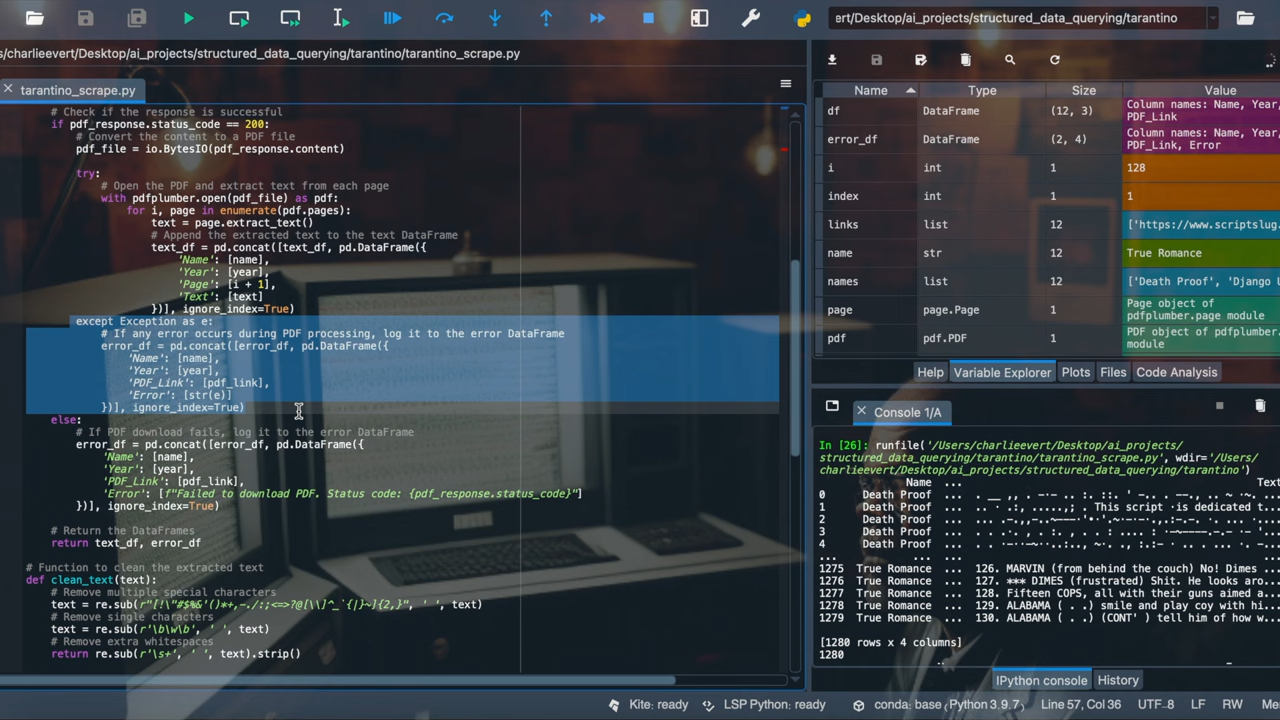 ert/Desktop/ai_projects/structured_data_querying/tarantino
s/charlieevert/Desktop/ai_projects/structured_data_querying/tarantino/tarantino_scrape.py
tarantino_scrape.py
# Check if the response is successful
if pdf_response.status_code == 200:
# Convert the content to a PDF file
pdf_file = io.BytesIO(pdf_response.content)
try:
# Open the PDF and extract text from each page
with pdfplumber.open(pdf_file) as pdf:
for i, page in enumerate(pdf.pages):
text = page.extract_text()
# Append the extracted text to the text DataFrame
text_df = pd.concat([text_df, pd.DataFrame({
'Name': [name],
'Year': [year],
'Page': [i + 1],
'Text': [text]
})], ignore_index=True)
except Exception as e:
# If any error occurs during PDF processing, log it to the error DataFrame
error_df = pd.concat([error_df, pd.DataFrame({
'Name': [name],
'Year': [year],
'PDF_Link': [pdf_link],
'Error': [str(e)]
})], ignore_index=True)
else:
# If PDF download fails, log it to the error DataFrame
error_df = pd.concat([error_df, pd.DataFrame({
'Name': [name],
'Year': [year],
'PDF_Link': [pdf_link],
'Error': [f"Failed to download PDF. Status code: {pdf_response.status_code}"]
})], ignore_index=True)
# Return the DataFrames
return text_df, error_df
# Function to clean the extracted text
def clean_text(text):
# Remove multiple special characters
text = re.sub(r"[!\"#$%&'()*+,-./:;<=>?@[\\]^_`{|}~]{2,}", ' ', text)
# Remove single characters
text = re.sub(r'\b\w\b', ' ', text)
# Remove extra whitespaces
return re.sub(r'\s+', ' ', text).strip()
Name Type Size Value
df DataFrame (12, 3) Column names: Name, Year, PDF_Link
error_df DataFrame (2, 4) Column names: Name, Year, PDF_Link, Error
i int 1 128
index int 1 1
links list 12 ['https://www.scriptslug.
name str 12 True Romance
names list 12 ['Death Proof', 'Django
page page.Page 1 Page object of pdfplumber.page module
pdf pdf.PDF 1 PDF object of pdfplumber. module
Help Variable Explorer Plots Files Code Analysis
Console 1/A
In [26]: runfile('/Users/charlieevert/Desktop/ai_projects/
structured_data_querying/tarantino/tarantino_scrape.py', wdir='/Users/
charlieevert/Desktop/ai_projects/structured_data_querying/tarantino')
Name ... Text
0 Death Proof ...
1 Death Proof ... This script is dedicated t...
2 Death Proof ...
3 Death Proof ...
4 Death Proof ...
... ... ... ...
1275 True Romance ... 126. MARVIN (from behind the couch) No! Dimes ...
1276 True Romance ... 127. *** DIMES (frustrated) Shit. He looks aro...
1277 True Romance ... 128. Fifteen COPS, all with their guns aimed a...
1278 True Romance ... 129. ALABAMA ( . .) smile and play coy with hi...
1279 True Romance ... 130. ALABAMA ( . .) (CONT' ) tell him of how w...
[1280 rows x 4 columns]
1280
IPython console History
Kite: ready LSP Python: ready conda: base (Python 3.9.7) Line 57, Col 36 UTF-8 LF RW Me